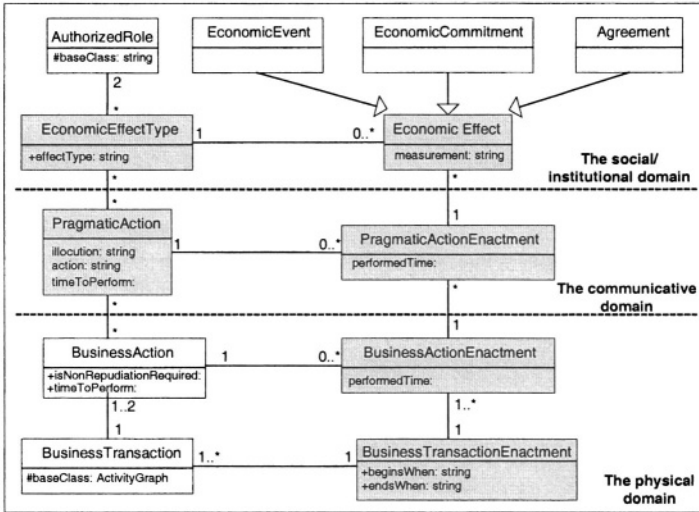 AuthorizedRole
#baseClass: string
EconomicEvent
EconomicCommitment
Agreement
2
*
EconomicEffectType
+effectType: string
1
0..*
Economic Effect
measurement: string
The social/
institutional domain
*
*
*
1
PragmaticAction
illocution: string
action: string
timeToPerform:
1
0..*
PragmaticActionEnactment
performedTime:
The communicative
domain
*
*
*
1
BusinessAction
+isNonRepudiationRequired:
+timeToPerform:
1
0..*
BusinessActionEnactment
performedTime:
1..2
1
1..*
1
BusinessTransaction
#baseClass: ActivityGraph
1..*
1
BusinessTransactionEnactment
+beginsWhen: string
+endsWhen: string
The physical
domain